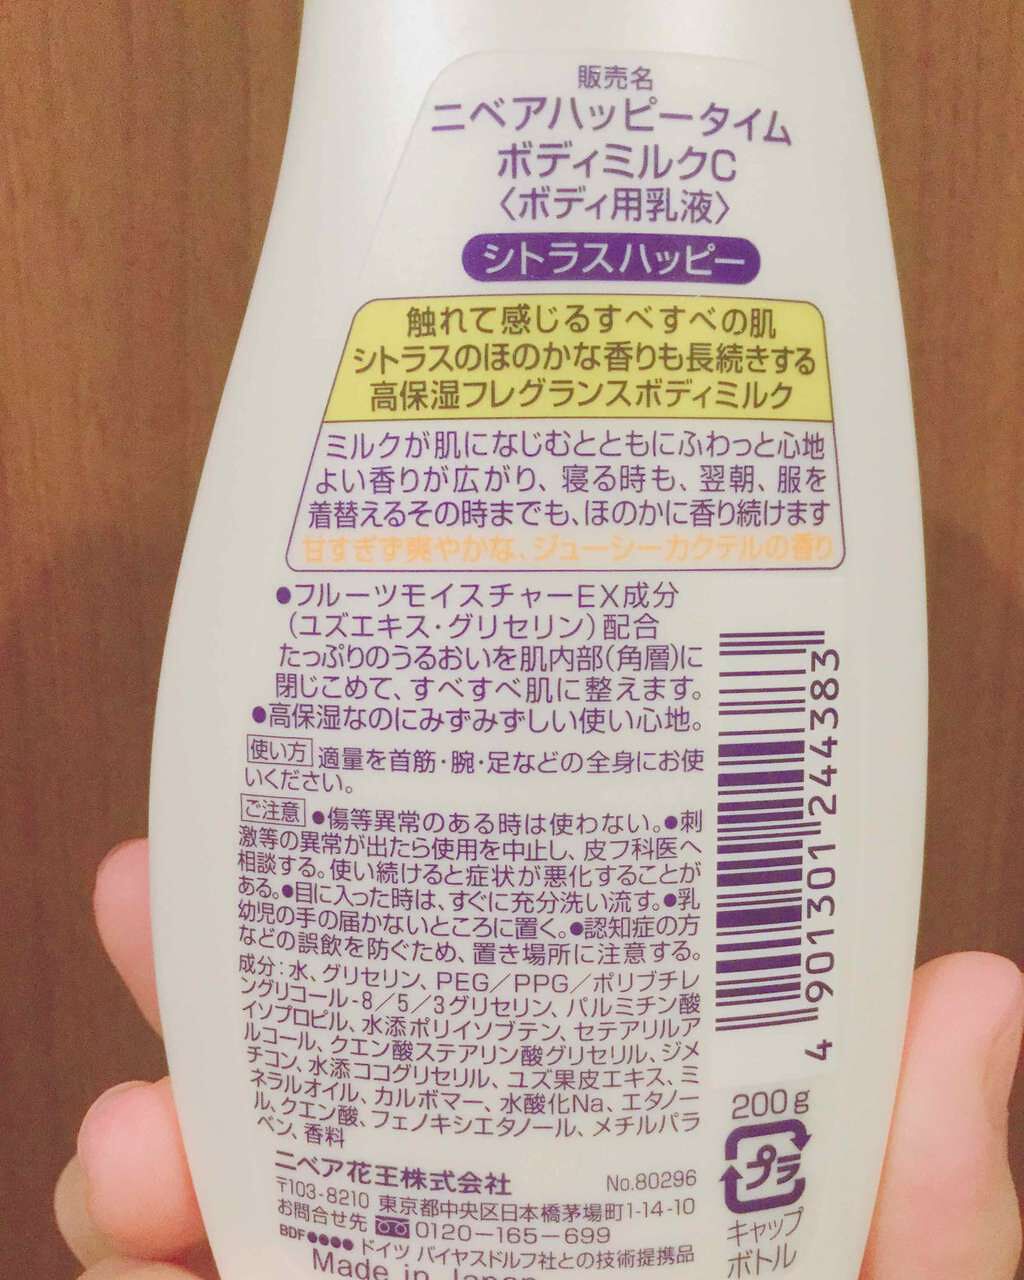 販売名
ニベアハッピータイム
ボディミルクC
〈ボディ用乳液〉
シトラスハッピー
触れて感じるすべすべの肌
シトラスのほのかな香りも長続きする
高保湿フレグランスボディミルク
ミルクが肌になじむとともにふわっと心地
よい香りが広がり、寝る時も、翌朝、服を
着替えるその時までも、ほのかに香り続けます
甘すぎず爽やかな、ジューシーカクテルの香り
●フルーツモイスチャーEX成分
（ユズエキス・グリセリン）配合
たっぷりのうるおいを肌内部（角層）に
閉じこめて、すべすべ肌に整えます。
●高保湿なのにみずみずしい使い心地。
使い方 適量を首筋・腕・足などの全身にお使
いください。
ご注意 ●傷等異常のある時は使わない。●刺
激等の異常が出たら使用を中止し、皮フ科医へ
相談する。使い続けると症状が悪化することが
ある。●目に入った時は、すぐに充分洗い流す。●乳
幼児の手の届かないところに置く。●認知症の方
などの誤飲を防ぐため、置き場所に注意する。
成分：水、グリセリン、PEG／PPG／ポリブチレ
ングリコール-8／5／3グリセリン、パルミチン酸
イソプロピル、水添ポリイソブテン、セテアリルア
ルコール、クエン酸ステアリン酸グリセリル、ジメ
チコン、水添ココグリセリル、ユズ果皮エキス、ミ
ネラルオイル、カルボマー、水酸化Na、エタノー
ル、クエン酸、フェノキシエタノール、メチルパラ
ベン、香料
ニベア花王株式会社 No.80296
〒103-8210 東京都中央区日本橋茅場町1-14-10
お問合せ先 0120-165-699
BDF●●●● ドイツ バイヤスドルフ社との技術提携品
Made in Japan
4 901301 244383
200g
プラ
キャップ
ボトル